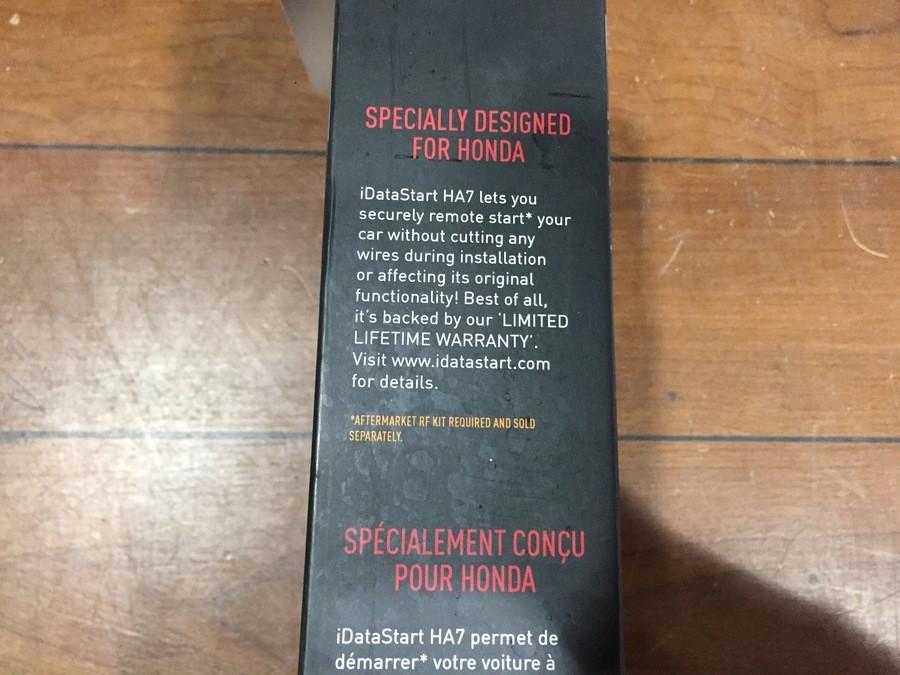 SPECIALLY DESIGNED
FOR HONDA
iDataStart HA7 lets you
securely remote start* your
car without cutting any
wires during installation
or affecting its original
functionality! Best of all,
it's backed by our 'LIMITED
LIFETIME WARRANTY'.
Visit www.idatastart.com
for details.
*AFTERMARKET RF KIT REQUIRED AND SOLD
SEPARATELY.
SPÉCIALEMENT CONÇU
POUR HONDA
iDataStart HA7 permet de
démarrer* votre voiture à